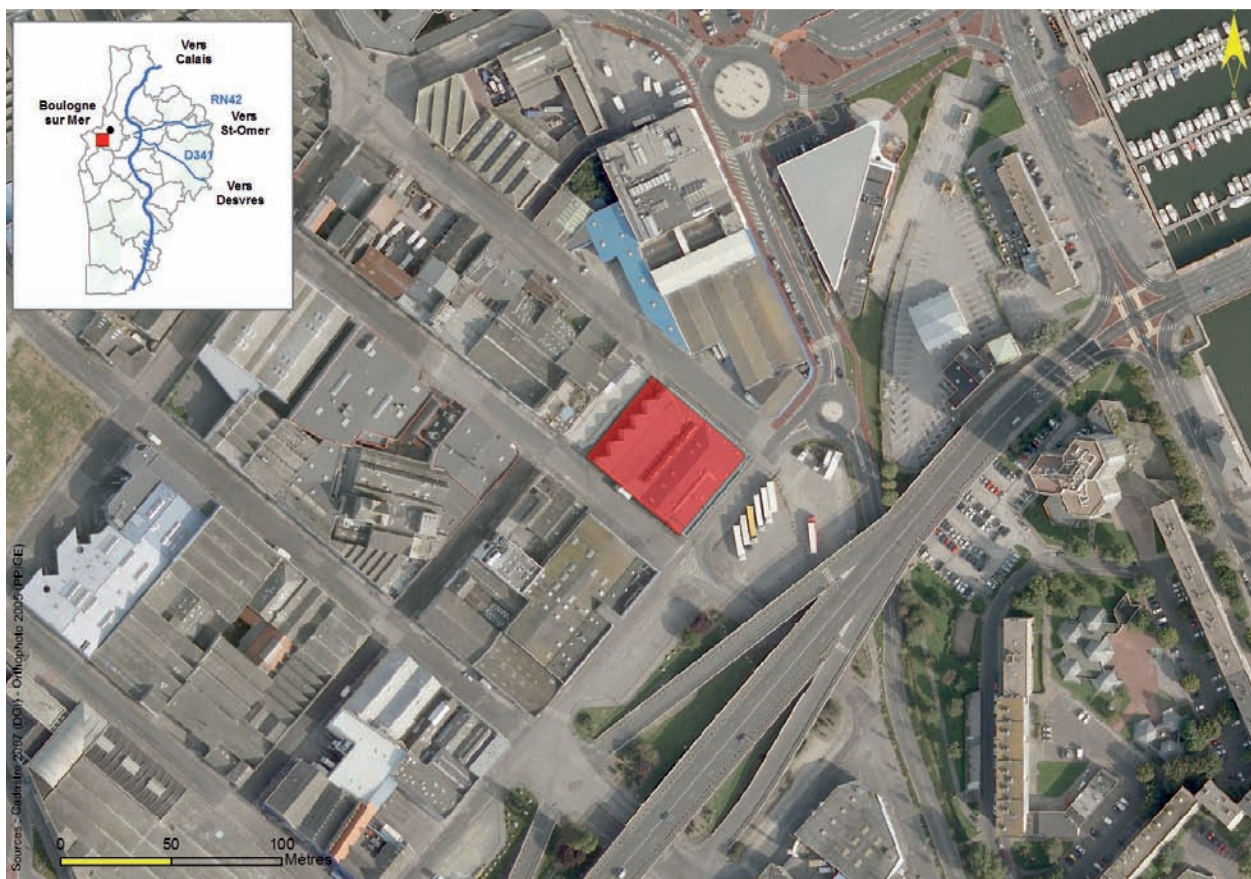 Vers
Calais
Boulogne
sur Mer
RN42
Vers
St-Omer
D341
Vers
Desvres
Sources - Cadastre 2007 (DGI) - Orthophoto 2005 (PPIGE)
0 50 100
Mètres